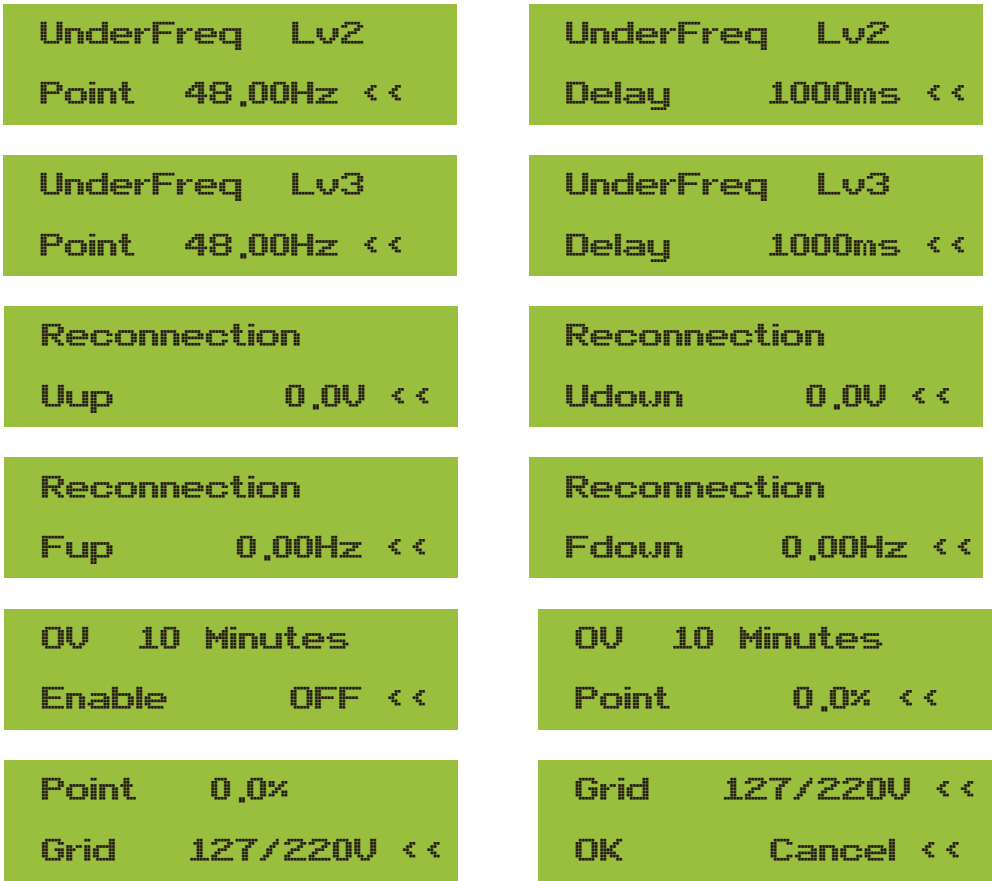 UnderFreq Lv2
Point 48.00Hz <<
UnderFreq Lv2
Delay 1000ms <<
UnderFreq Lv3
Point 48.00Hz <<
UnderFreq Lv3
Delay 1000ms <<
Reconnection
Uup 0.0V <<
Reconnection
Udown 0.0V <<
Reconnection
Fup 0.00Hz <<
Reconnection
Fdown 0.00Hz <<
OV 10 Minutes
Enable OFF <<
OV 10 Minutes
Point 0.0% <<
Point 0.0%
Grid 127/220V <<
Grid 127/220V <<
OK Cancel <<